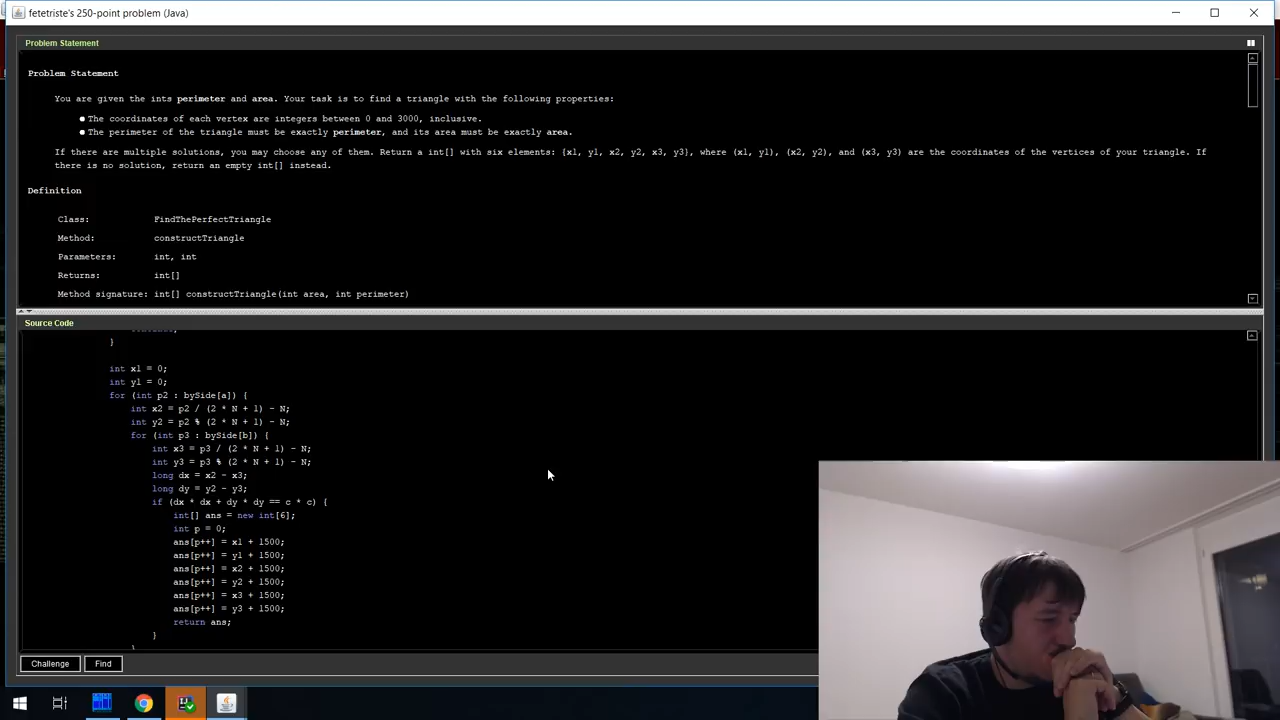 fetetriste's 250-point problem (Java)
Problem Statement
Problem Statement
You are given the ints perimeter and area. Your task is to find a triangle with the following properties:
The coordinates of each vertex are integers between 0 and 3000, inclusive.
The perimeter of the triangle must be exactly perimeter, and its area must be exactly area.
If there are multiple solutions, you may choose any of them. Return a int[] with six elements: {x1, y1, x2, y2, x3, y3}, where (x1, y1), (x2, y2), and (x3, y3) are the coordinates of the vertices of your triangle. If
there is no solution, return an empty int[] instead.
Definition
Class: FindThePerfectTriangle
Method: constructTriangle
Parameters: int, int
Returns: int[]
Method signature: int[] constructTriangle(int area, int perimeter)
Source Code
}
int x1 = 0;
int y1 = 0;
for (int p2 : bySide[a]) {
int x2 = p2 / (2 * N + 1) - N;
int y2 = p2 % (2 * N + 1) - N;
for (int p3 : bySide[b]) {
int x3 = p3 / (2 * N + 1) - N;
int y3 = p3 % (2 * N + 1) - N;
long dx = x2 - x3;
long dy = y2 - y3;
if (dx * dx + dy * dy == c * c) {
int[] ans = new int[6];
int p = 0;
ans[p++] = x1 + 1500;
ans[p++] = y1 + 1500;
ans[p++] = x2 + 1500;
ans[p++] = y2 + 1500;
ans[p++] = x3 + 1500;
ans[p++] = y3 + 1500;
return ans;
}
}
Challenge Find